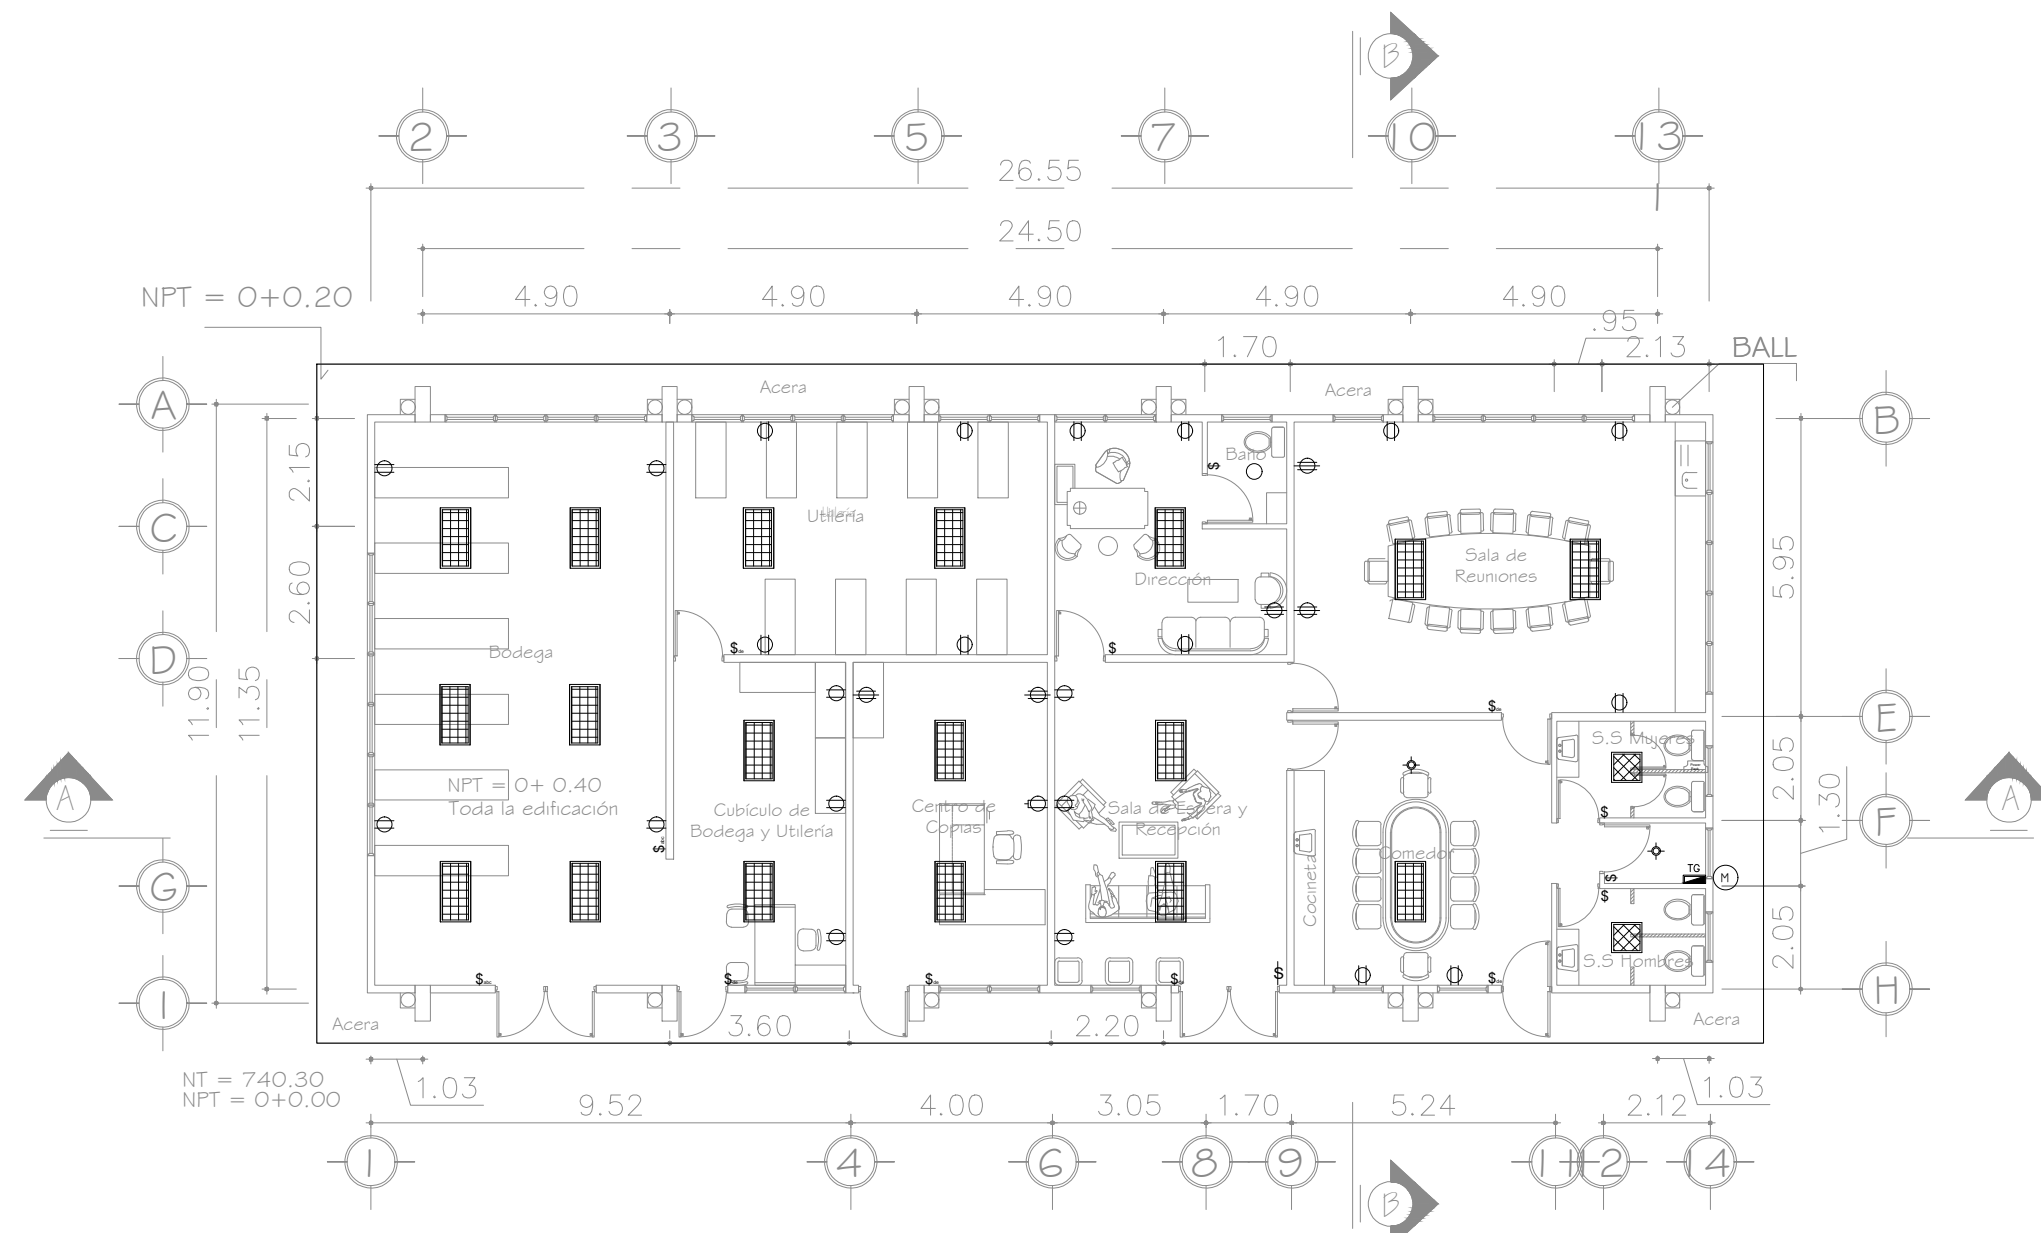 B
2
3
5
7
10
13
26.55
24.50
NPT = 0+0.20
4.90
4.90
4.90
4.90
4.90
.95
1.70
2.13
BALL
Acera
Acera
A
B
2.15
$
Baño
C
Utilería
2.60
Sala de
Reuniones
5.95
Dirección
D
Bodega
$
11.90
11.35
E
S.S Mujeres
2.05
A
NPT = 0+ 0.40
Toda la edificación
Cubículo de
Bodega y Utilería
Centro de
Copias
Sala de Espera y
Recepción
1.30
A
F
$
Comedor
Cocineta
G
TG
M
$
$
2.05
S.S Hombres
$
I
H
Acera
3.60
2.20
Acera
NT = 740.30
NPT = 0+0.00
1.03
1.03
9.52
4.00
3.05
1.70
5.24
2.12
1
4
6
8
9
11
12
14
B